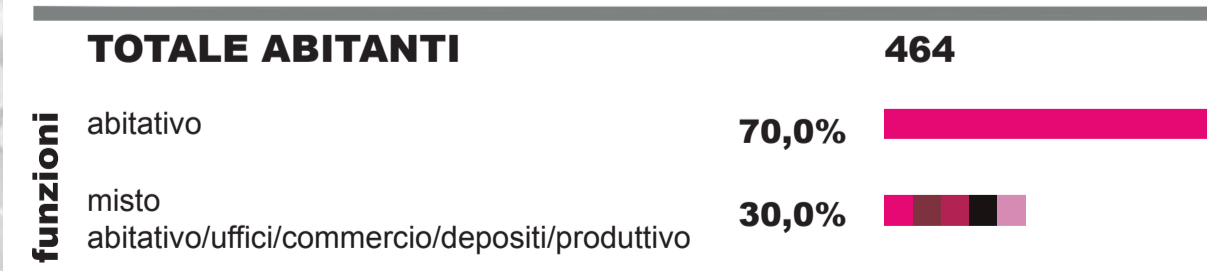 TOTALE ABITANTI 464
funzioni
abitativo 70,0%
misto
abitativo/uffici/commercio/depositi/produttivo 30,0%